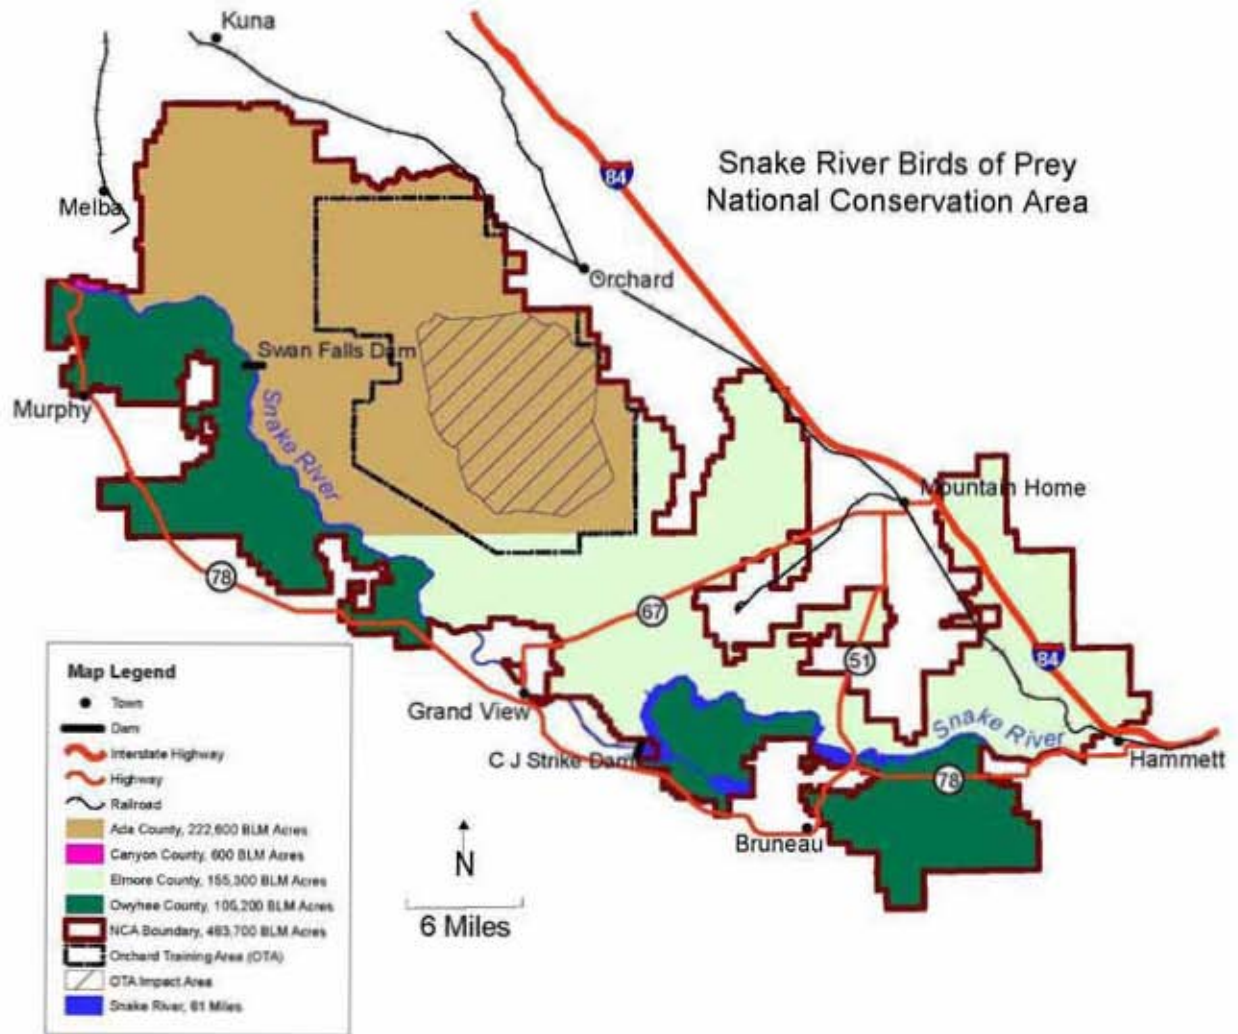 Kuna
84
Snake River Birds of Prey
National Conservation Area
Melba
Orchard
Swan Falls Dam
Murphy
Snake River
Mountain Home
78
67
51
84
Map Legend
Town
Dam
Interstate Highway
Highway
Railroad
Ada County, 222,600 BLM Acres
Canyon County, 600 BLM Acres
Elmore County, 155,300 BLM Acres
Owyhee County, 105,200 BLM Acres
NCA Boundary, 483,700 BLM Acres
Orchard Training Area (OTA)
OTA Impact Area
Snake River, 81 Miles
Grand View
C J Strike Dam
Snake River
Hammett
78
Bruneau
N
6 Miles